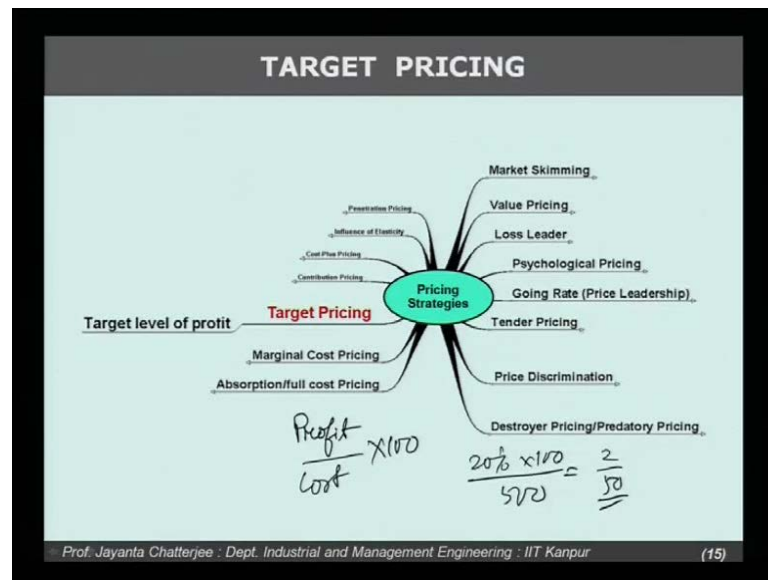 TARGET PRICING
Market Skimming
Penetration Pricing
Value Pricing
Influence of Elasticity
Loss Leader
Cost-Plus Pricing
Psychological Pricing
Contribution Pricing
Pricing
Strategies
Going Rate (Price Leadership)
Target Pricing
Target level of protit
Tender Pricing
Marginal Cost Pricing
Price Discrimination
Absorption/full cost Pricing
Destroyer Pricing/Predatory Pricing
Profit
Cost
×100
20% ×100
500
=
2
50
Prof. Jayanta Chatterjee : Dept. Industrial and Management Engineering : IIT Kanpur (15)